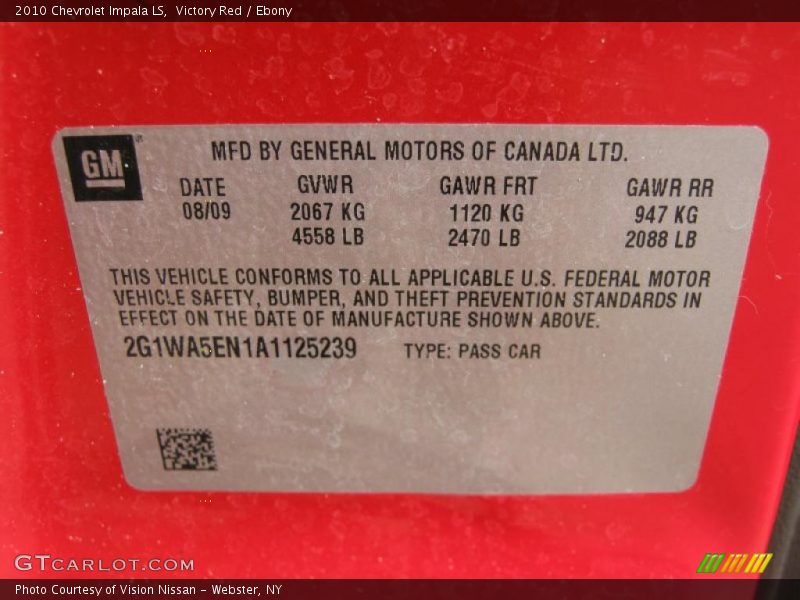 2010 Chevrolet Impala LS, Victory Red / Ebony
GM
MFD BY GENERAL MOTORS OF CANADA LTD.
DATE GVWR GAWR FRT GAWR RR
08/09 2067 KG 1120 KG 947 KG
4558 LB 2470 LB 2088 LB
THIS VEHICLE CONFORMS TO ALL APPLICABLE U.S. FEDERAL MOTOR
VEHICLE SAFETY, BUMPER, AND THEFT PREVENTION STANDARDS IN
EFFECT ON THE DATE OF MANUFACTURE SHOWN ABOVE.
2G1WA5EN1A1125239 TYPE: PASS CAR
GTCARLOT.COM
Photo Courtesy of Vision Nissan - Webster, NY